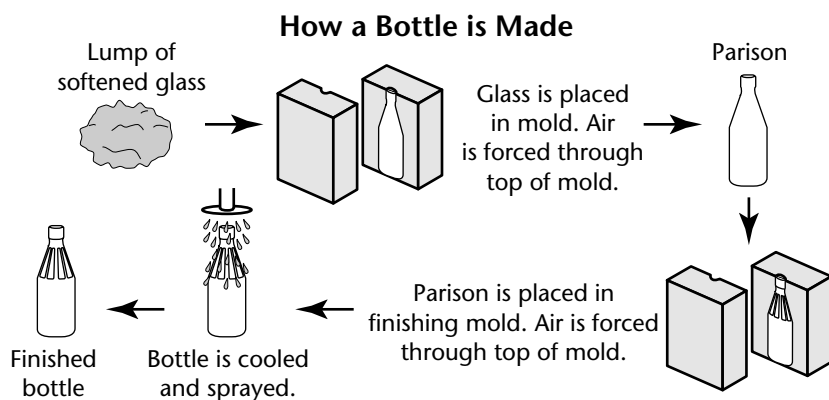 How a Bottle is Made
Lump of
softened glass
Glass is placed
in mold. Air
is forced through
top of mold.
Parison
Parison is placed in
finishing mold. Air is forced
through top of mold.
Bottle is cooled
and sprayed.
Finished
bottle